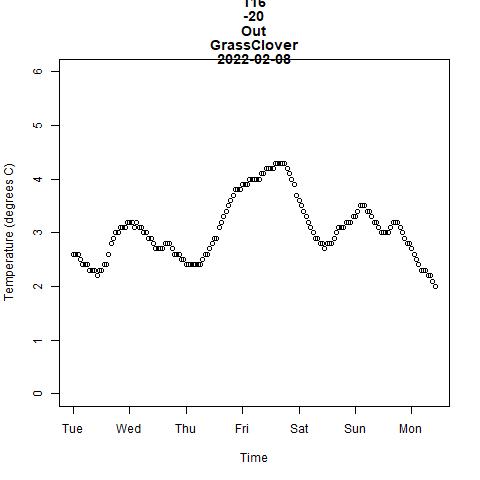 T16
-20
Out
GrassClover
2022-02-08
6
5
4
3
2
1
0
Temperature (degrees C)
Tue Wed Thu Fri Sat Sun Mon
Time